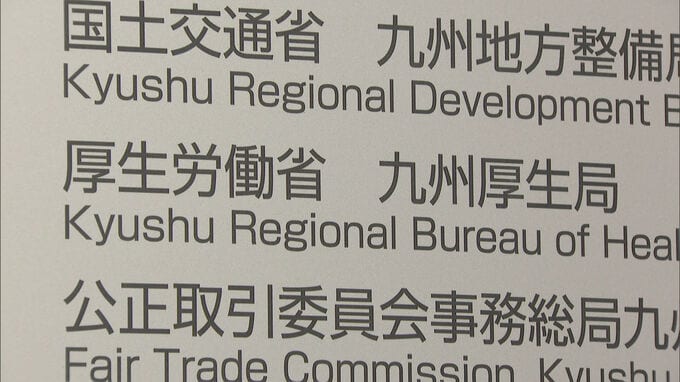 国土交通省 九州地方整備局
Kyushu Regional Development B
厚生労働省 九州厚生局
Kyushu Regional Bureau of Heal
公正取引委員会事務総局九州
Fair Trade Commission, Kyushu